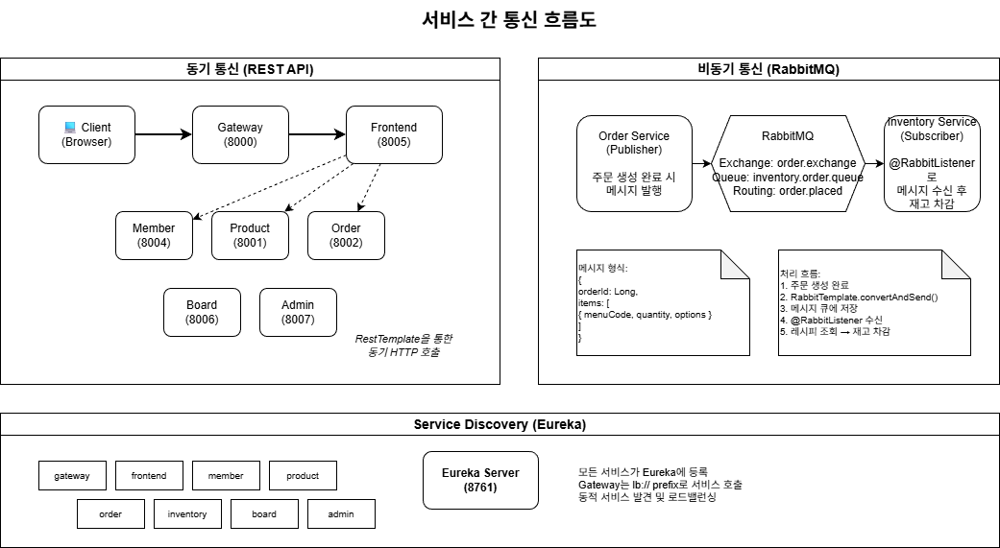 서비스 간 통신 흐름도
동기 통신 (REST API)
Client
(Browser)
Gateway
(8000)
Frontend
(8005)
Member
(8004)
Product
(8001)
Order
(8002)
Board
(8006)
Admin
(8007)
RestTemplate을 통한
동기 HTTP 호출
비동기 통신 (RabbitMQ)
Order Service
(Publisher)
주문 생성 완료 시
메시지 발행
RabbitMQ
Exchange: order.exchange
Queue: inventory.order.queue
Routing: order.placed
Inventory Service
(Subscriber)
@RabbitListener
로
메시지 수신 후
재고 차감
메시지 형식:
{
orderId: Long,
items: [
{ menuCode, quantity, options }
]
}
처리 흐름:
1. 주문 생성 완료
2. RabbitTemplate.convertAndSend()
3. 메시지 큐에 저장
4. @RabbitListener 수신
5. 레시피 조회 → 재고 차감
Service Discovery (Eureka)
gateway
frontend
member
product
order
inventory
board
admin
Eureka Server
(8761)
모든 서비스가 Eureka에 등록
Gateway는 lb:// prefix로 서비스 호출
동적 서비스 발견 및 로드밸런싱